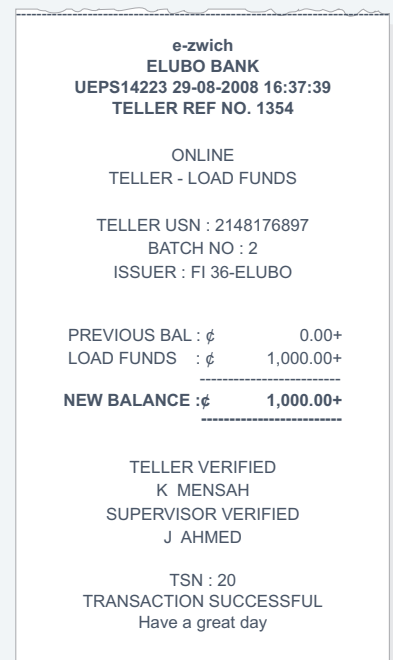 e-zwich
ELUBO BANK
UEPS14223 29-08-2008 16:37:39
TELLER REF NO. 1354
ONLINE
TELLER - LOAD FUNDS
TELLER USN : 2148176897
BATCH NO : 2
ISSUER : FI 36-ELUBO
PREVIOUS BAL : ¢ 0.00+
LOAD FUNDS : ¢ 1,000.00+
-------------------------
NEW BALANCE :¢ 1,000.00+
-------------------------
TELLER VERIFIED
K MENSAH
SUPERVISOR VERIFIED
J AHMED
TSN : 20
TRANSACTION SUCCESSFUL
Have a great day